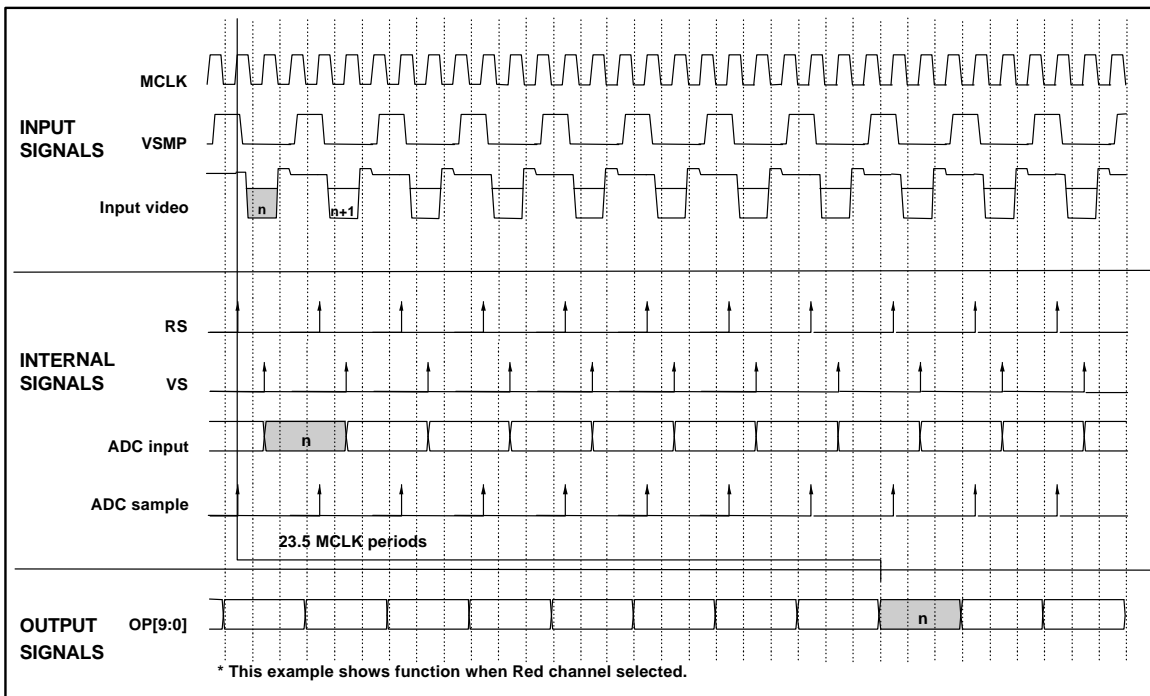 MCLK
INPUT
SIGNALS
VSMP
Input video
n
n+1
RS
INTERNAL
SIGNALS
VS
ADC input
n
ADC sample
23.5 MCLK periods
OUTPUT
SIGNALS
OP[9:0]
n
* This example shows function when Red channel selected.